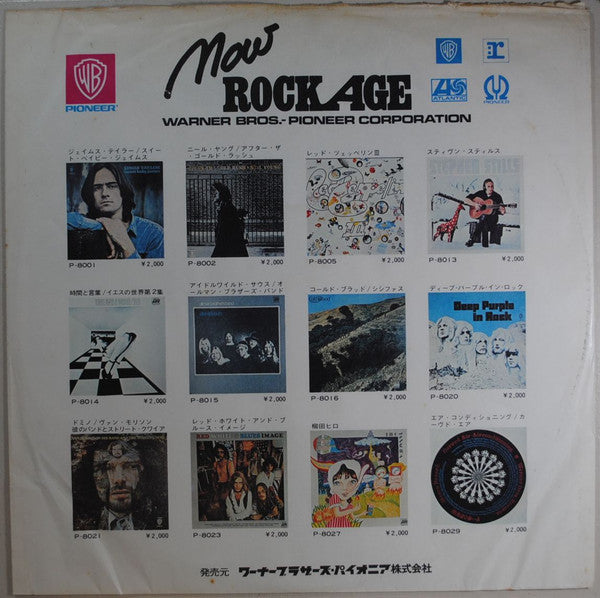 Now
ROCK AGE
WARNER BROS.-PIONEER CORPORATION
WB
PIONEER
WB
r
ATLANTIC
PIONEER
ジェイムス・テイラー/スイー
ト・ベイビー・ジェイムス
P-8001 ¥2,000
ニール・ヤング/アフター・ザ
・ゴールド・ラッシュ
P-8002 ¥2,000
レッド・ツェッペリンⅢ
P-8005 ¥2,000
スティヴン・スティルス
STEPHEN STILLS
P-8013 ¥2,000
時間と言葉/イエスの世界第2集
P-8014 ¥2,000
アイドルワイルド・サウス/オ
ールマン・ブラザーズ・バンド
P-8015 ¥2,000
コールド・ブラッド/シシファス
P-8016 ¥2,000
ディープ・パープル・イン・ロック
Deep Purple
in Rock
P-8020 ¥2,000
ドミノ/ヴァン・モリソン
彼のバンドとストリート・クワイア
P-8021 ¥2,000
レッド・ホワイト・アンド・ブ
ルース・イメージ
RED WHITE & BLUES IMAGE
P-8023 ¥2,000
柳田ヒロ
P-8027 ¥2,000
エア・コンディショニング/カ
ーヴド・エア
P-8029 ¥2,000
発売元 ワーナーブラザーズ・パイオニア株式会社